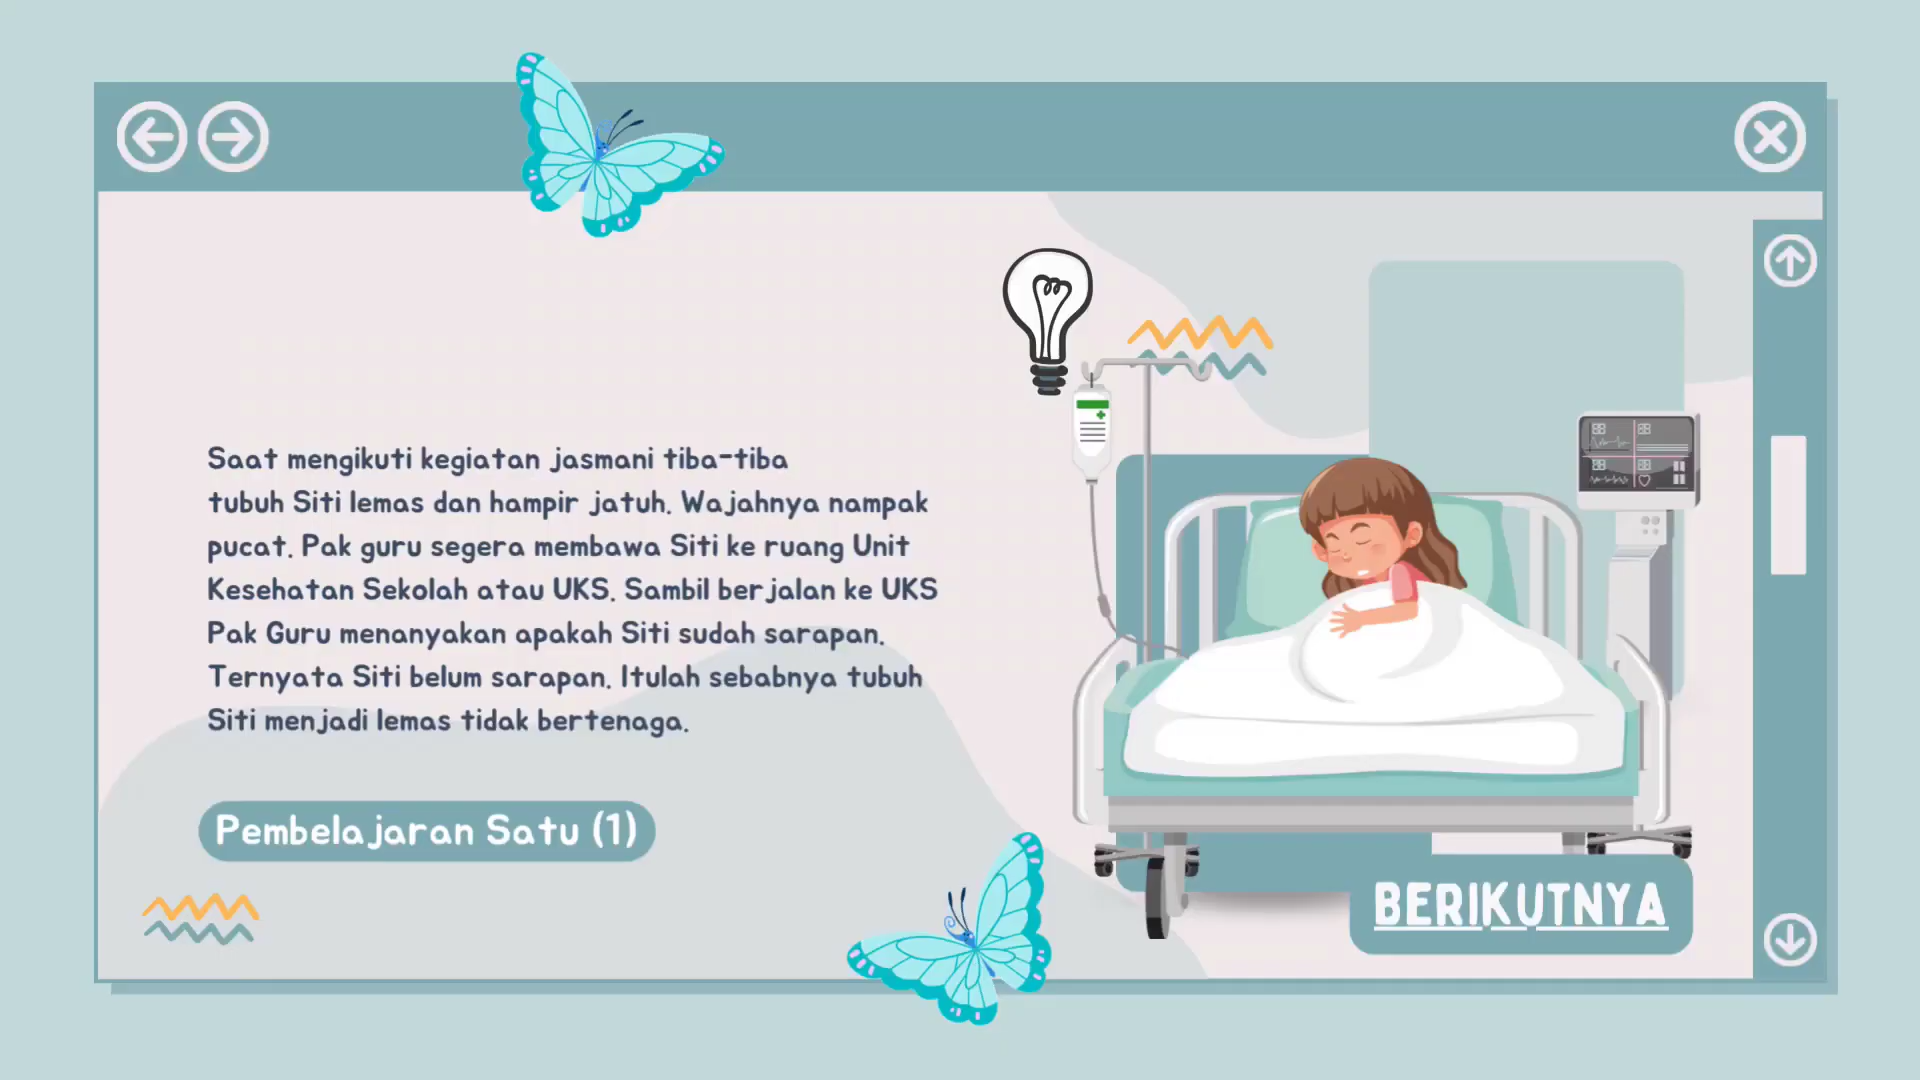 Saat mengikuti kegiatan jasmani tiba-tiba
tubuh Siti lemas dan hampir jatuh. Wajahnya nampak
pucat. Pak guru segera membawa Siti ke ruang Unit
Kesehatan Sekolah atau UKS. Sambil berjalan ke UKS
Pak Guru menanyakan apakah Siti sudah sarapan.
Ternyata Siti belum sarapan. Itulah sebabnya tubuh
Siti menjadi lemas tidak bertenaga.
Pembelajaran Satu (1)
BERIKUTNYA